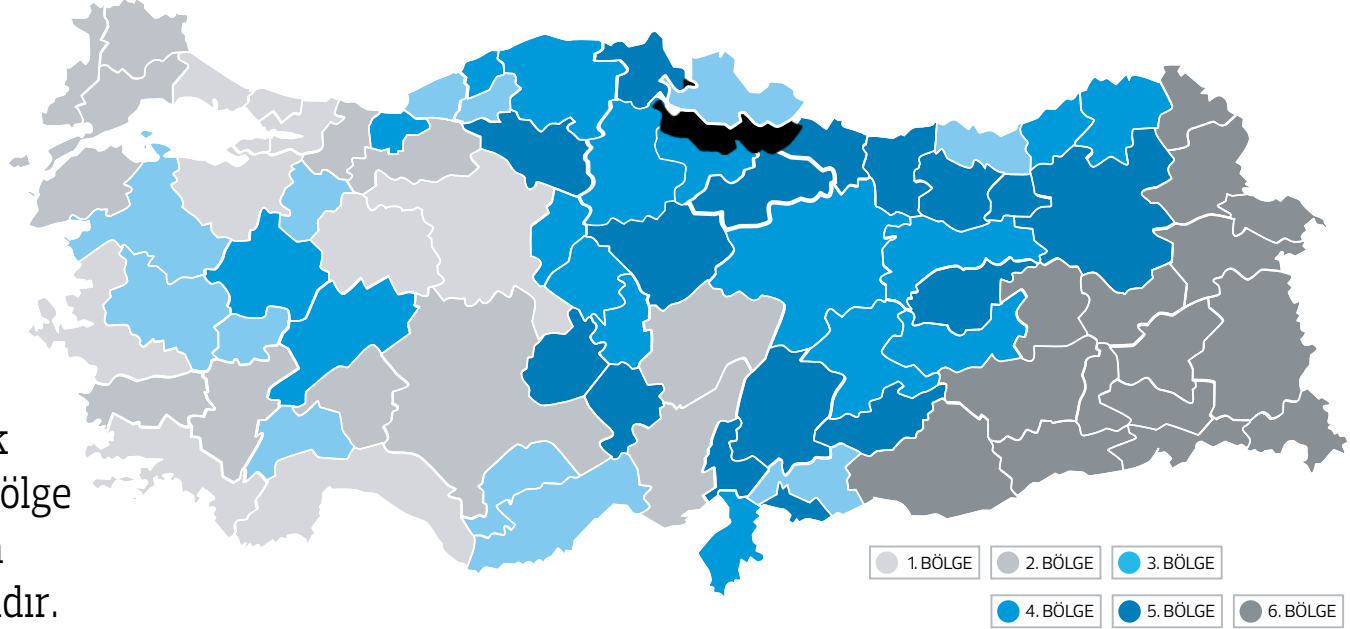 k
ölge
dır.
1. BÖLGE
2. BÖLGE
3. BÖLGE
4. BÖLGE
5. BÖLGE
6. BÖLGE